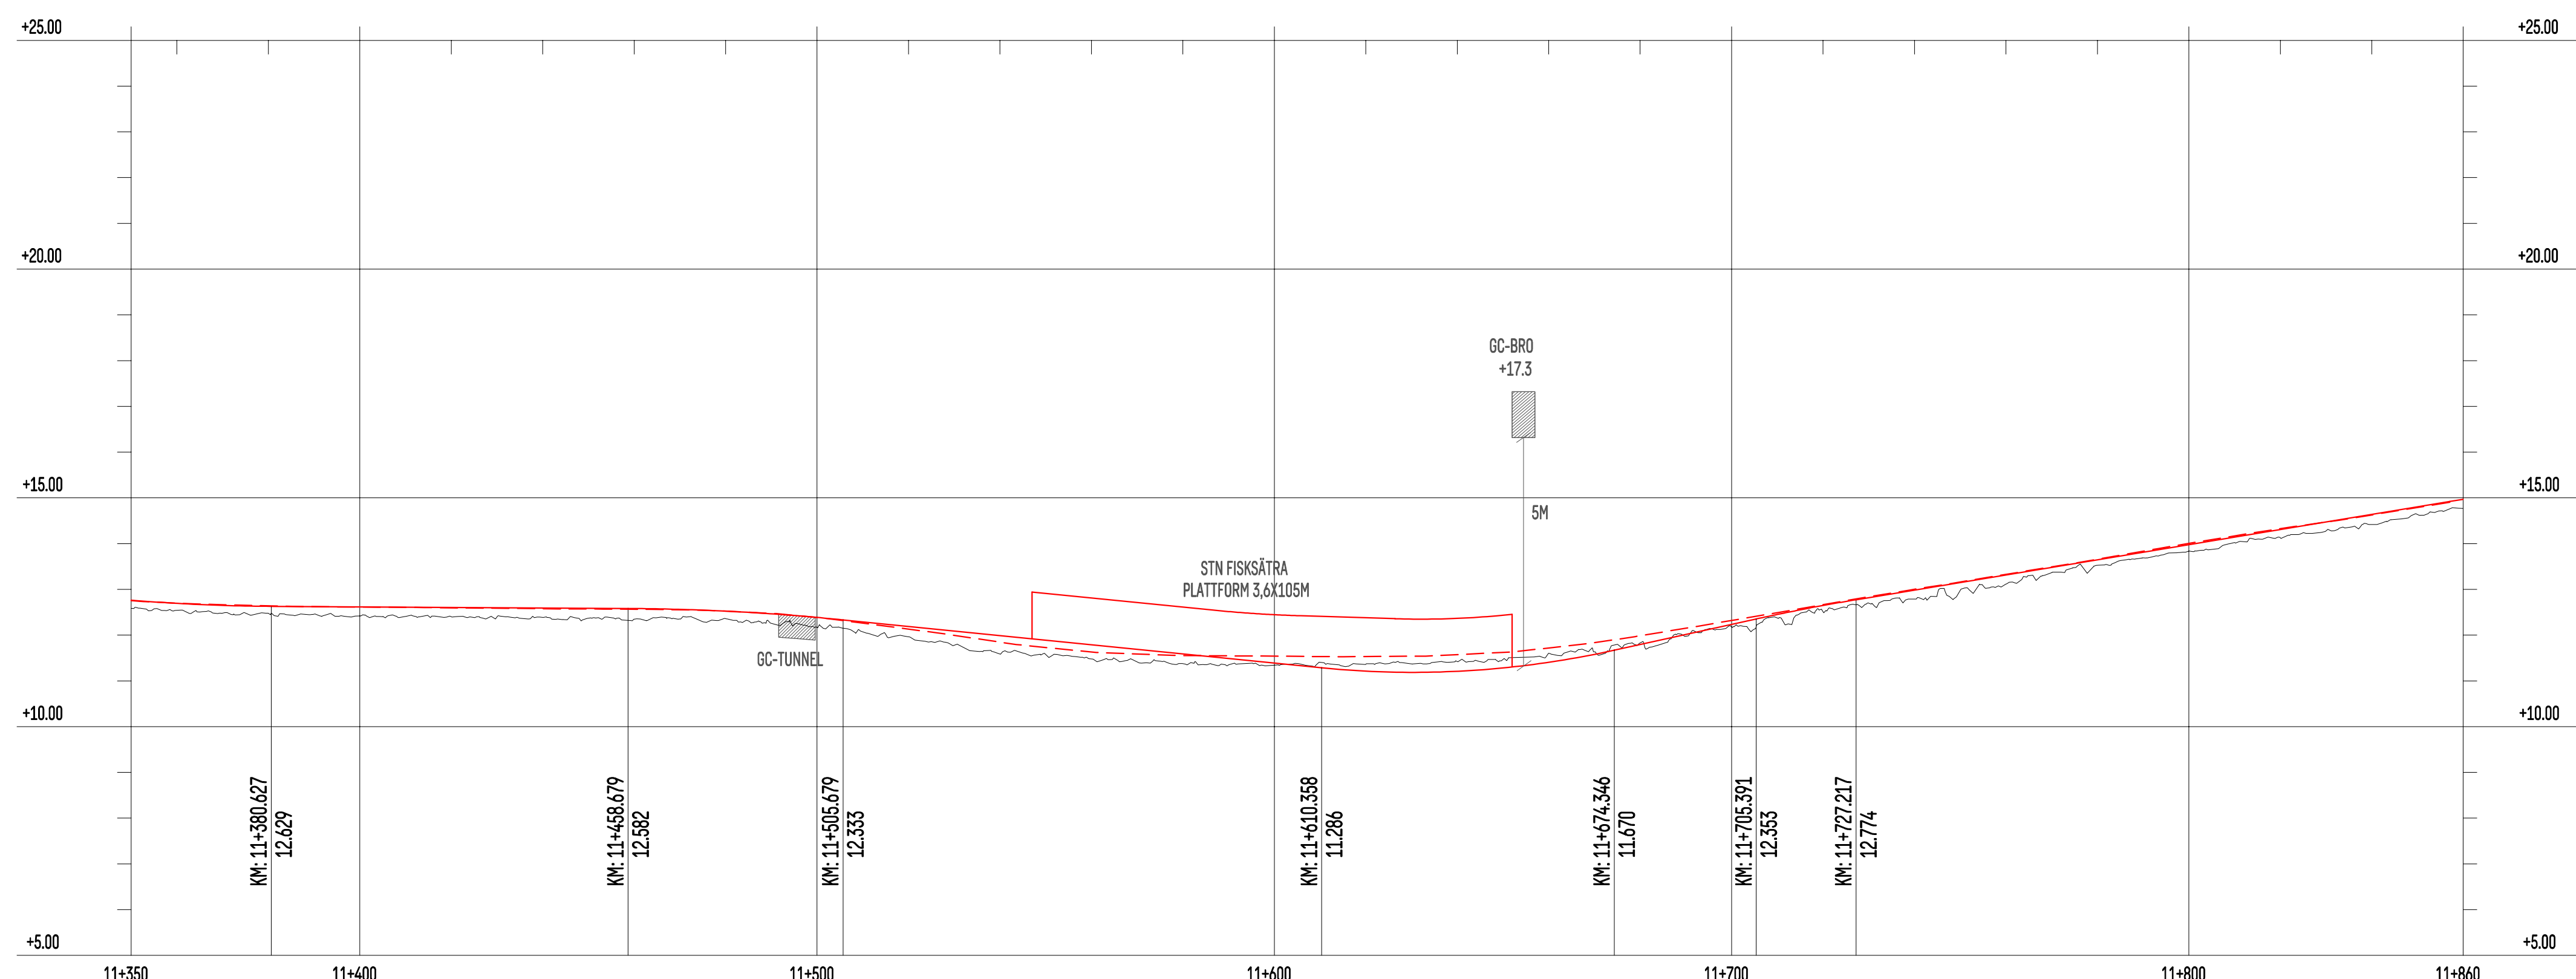 +25.00
+25.00
+20.00
+20.00
GC-BRO
+17.3
+15.00
+15.00
5M
STN FISKSÄTRA
PLATTFORM 3,6X105M
GC-TUNNEL
+10.00
+10.00
KM: 11+380.627
12.629
KM: 11+458.679
12.582
KM: 11+505.679
12.333
KM: 11+610.358
11.286
KM: 11+674.346
11.670
KM: 11+705.391
12.353
KM: 11+727.217
12.774
+5.00
+5.00
11+350
11+400
11+500
11+600
11+700
11+800
11+860